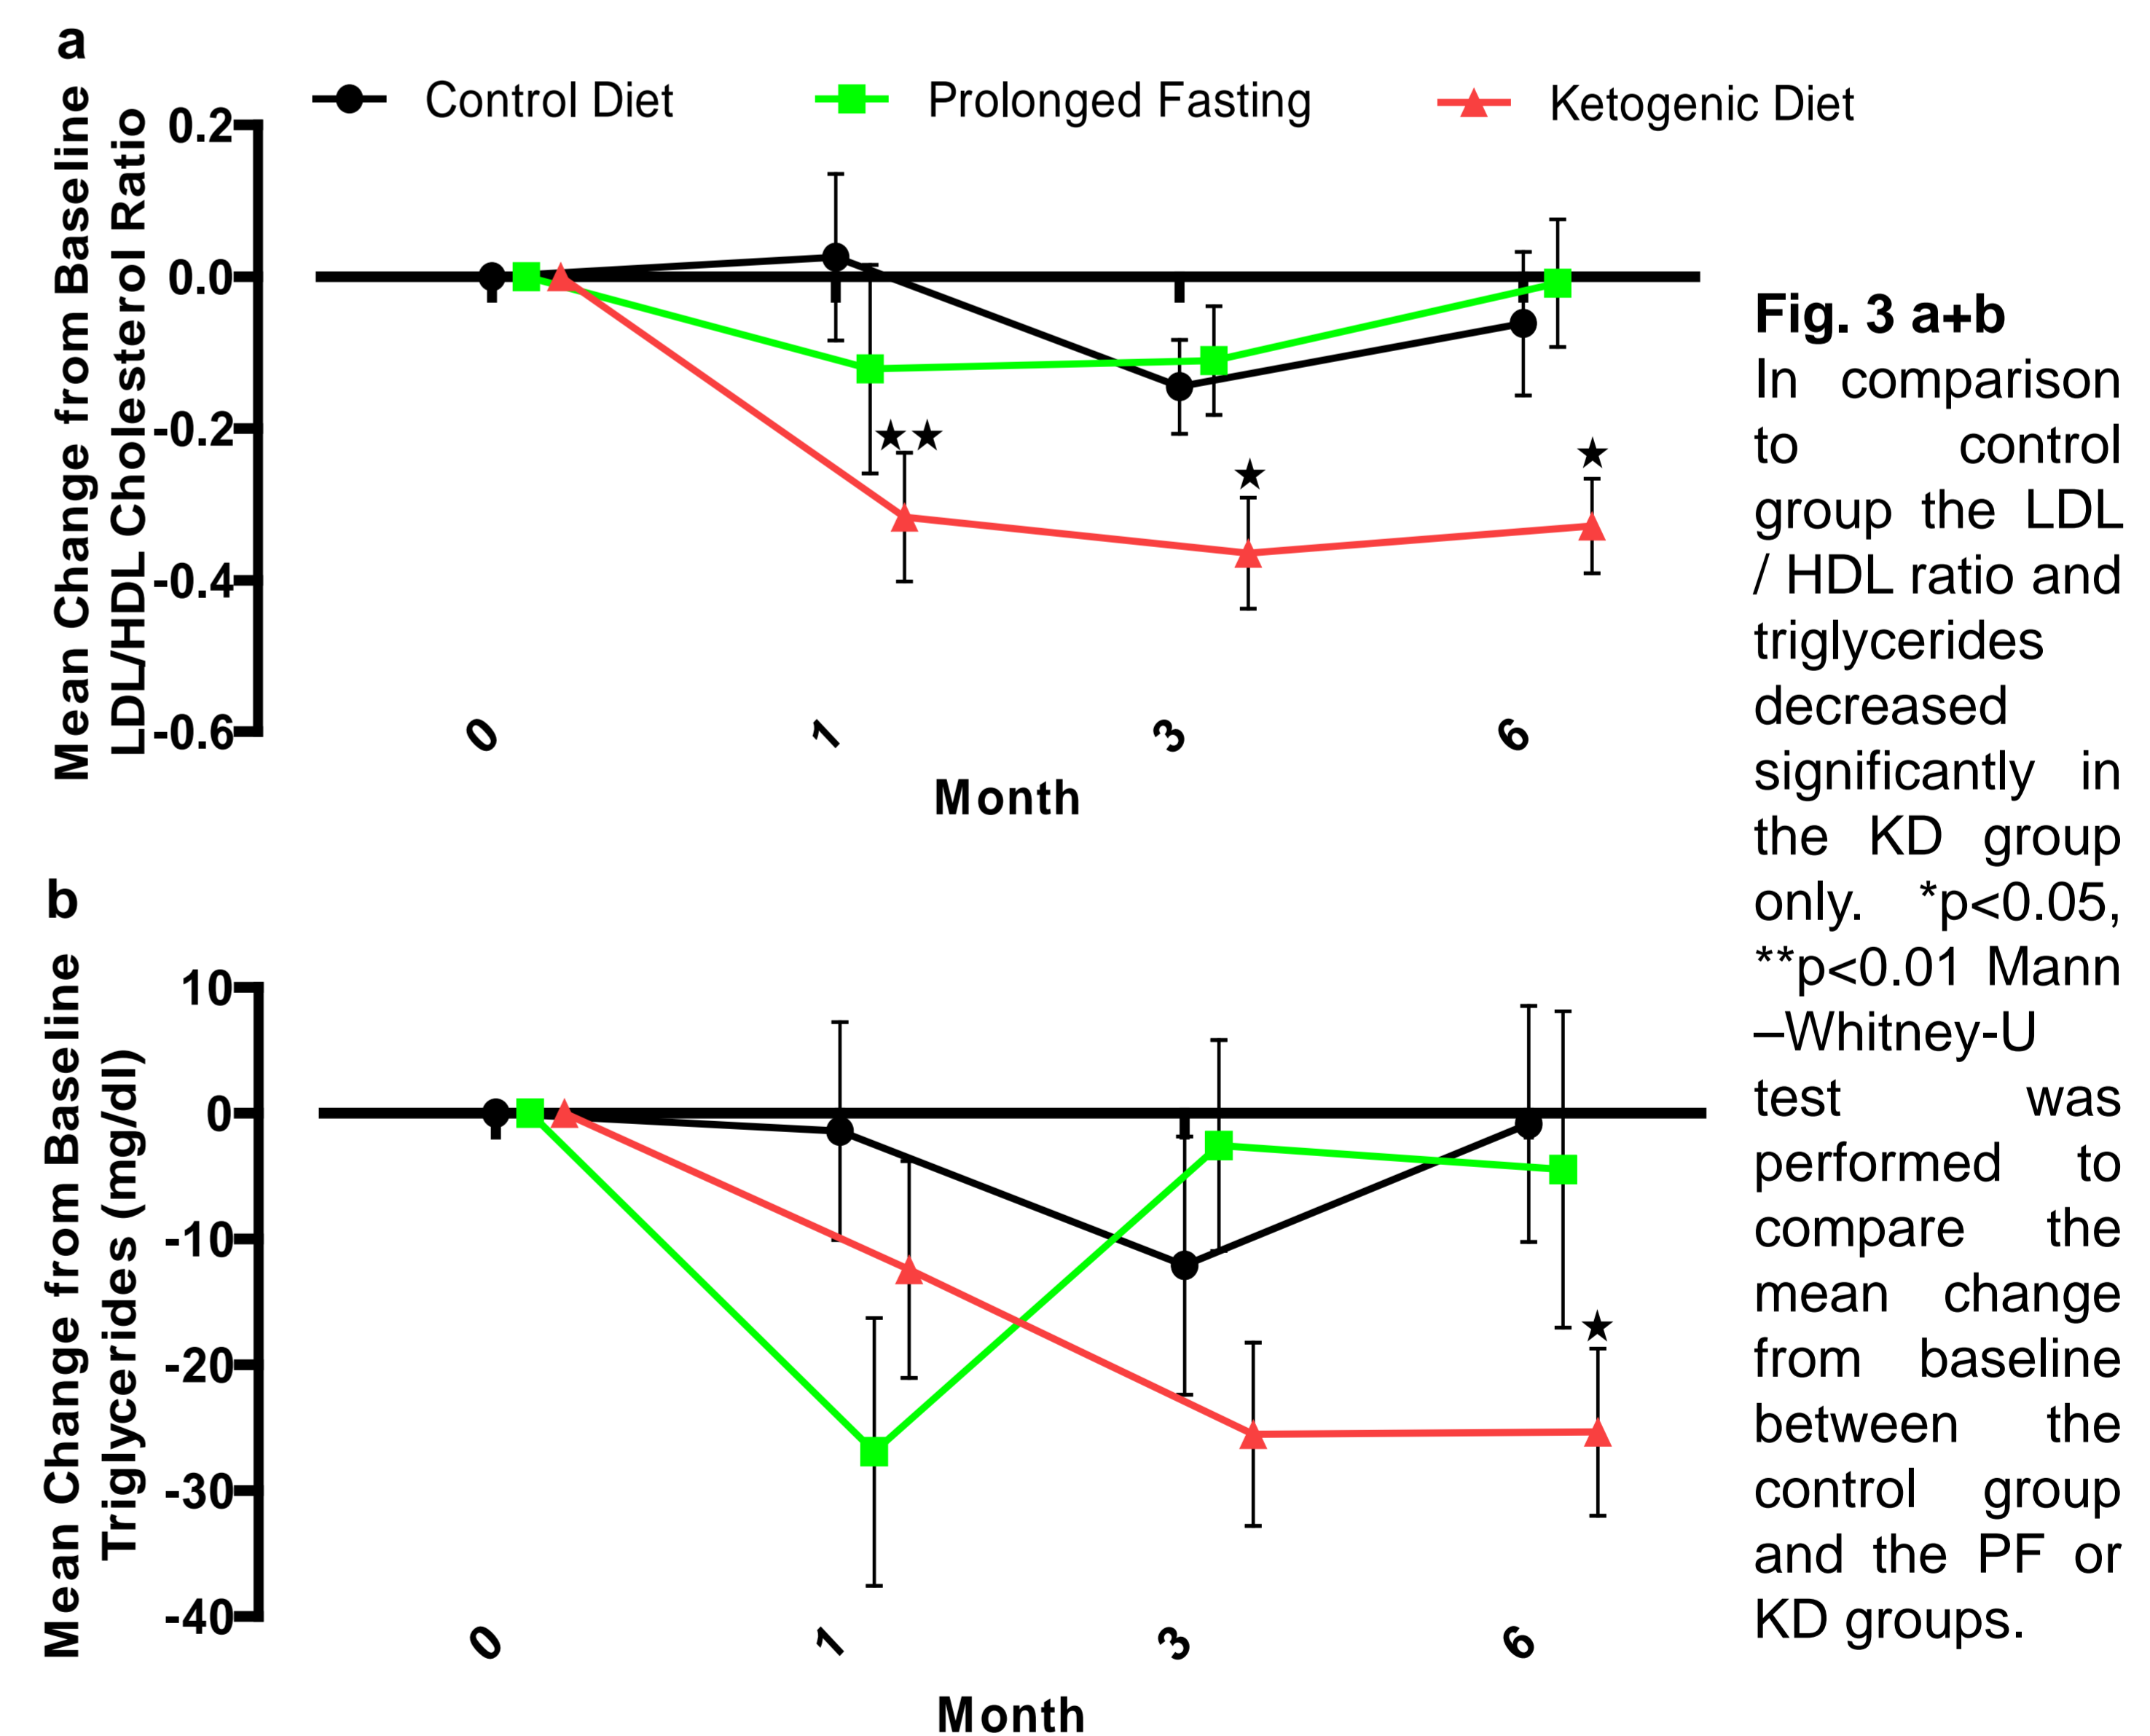 a
Control Diet
Prolonged Fasting
Ketogenic Diet
Mean Change from Baseline
LDL/HDL Cholesterol Ratio
0.2
0.0
-0.2
-0.4
-0.6
★★
★
★
0
1
3
6
Month
b
Mean Change from Baseline
Triglycerides (mg/dl)
10
0
-10
-20
-30
-40
★
0
1
3
6
Month
Fig. 3 a+b
In comparison
to control
group the LDL
/ HDL ratio and
triglycerides
decreased
significantly in
the KD group
only. *p<0.05,
**p<0.01 Mann
–Whitney-U
test was
performed to
compare the
mean change
from baseline
between the
control group
and the PF or
KD groups.